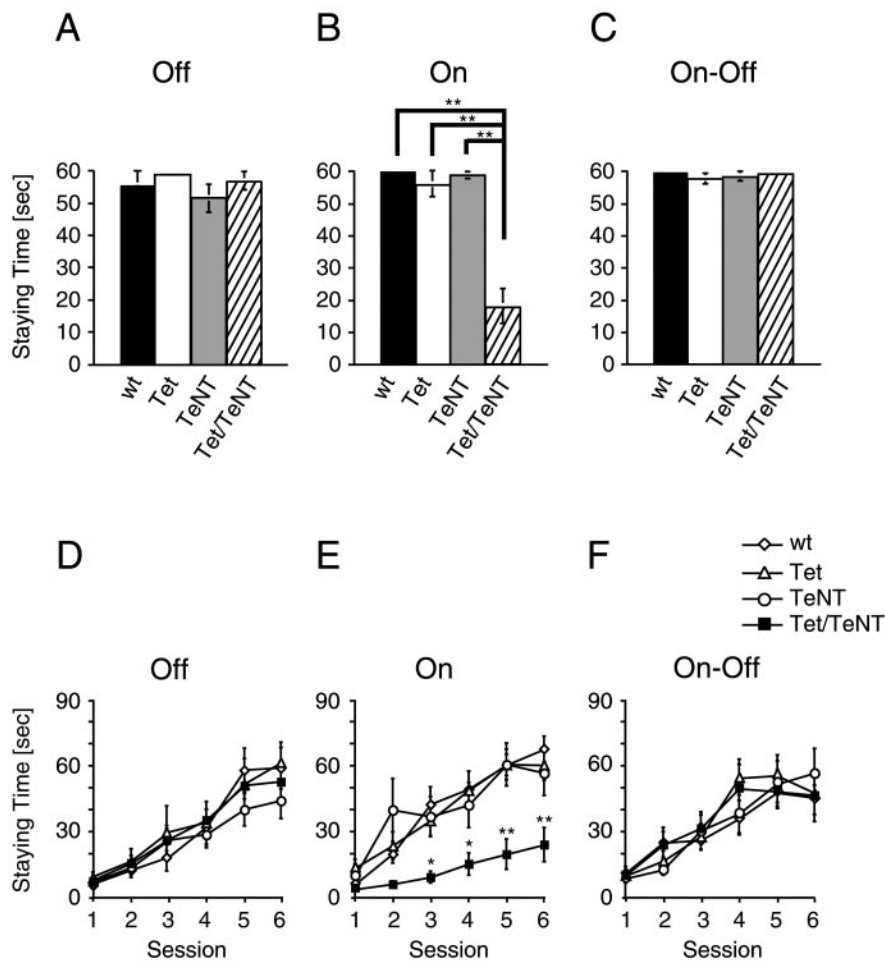 A
B
C
Off
On
On-Off
**
**
**
Staying Time [sec]
60
50
40
30
20
10
0
wt
Tet
TeNT
Tet/TeNT
60
50
40
30
20
10
0
wt
Tet
TeNT
Tet/TeNT
60
50
40
30
20
10
0
wt
Tet
TeNT
Tet/TeNT
D
E
F
wt
Tet
TeNT
Tet/TeNT
Off
On
On-Off
Staying Time [sec]
90
60
30
0
1 2 3 4 5 6
Session
90
60
30
0
* * ** **
1 2 3 4 5 6
Session
90
60
30
0
1 2 3 4 5 6
Session